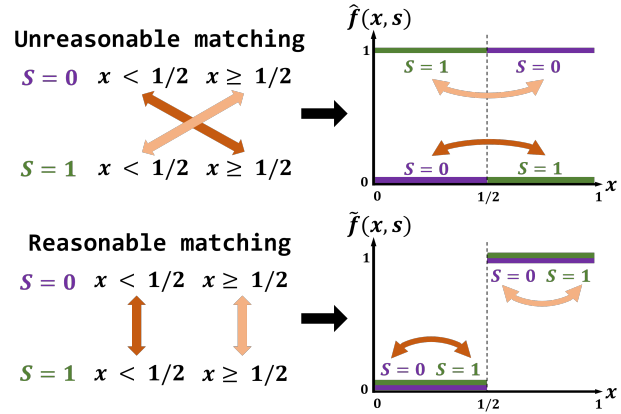 Unreasonable matching
S = 0 x < 1/2 x ≥ 1/2
S = 1 x < 1/2 x ≥ 1/2
f̂(x, s)
1
S = 1 S = 0
S = 0 S = 1
0
0 1/2 1 x
Reasonable matching
S = 0 x < 1/2 x ≥ 1/2
S = 1 x < 1/2 x ≥ 1/2
f̃(x, s)
1
S = 0 S = 1
S = 0 S = 1
0
0 1/2 1 x